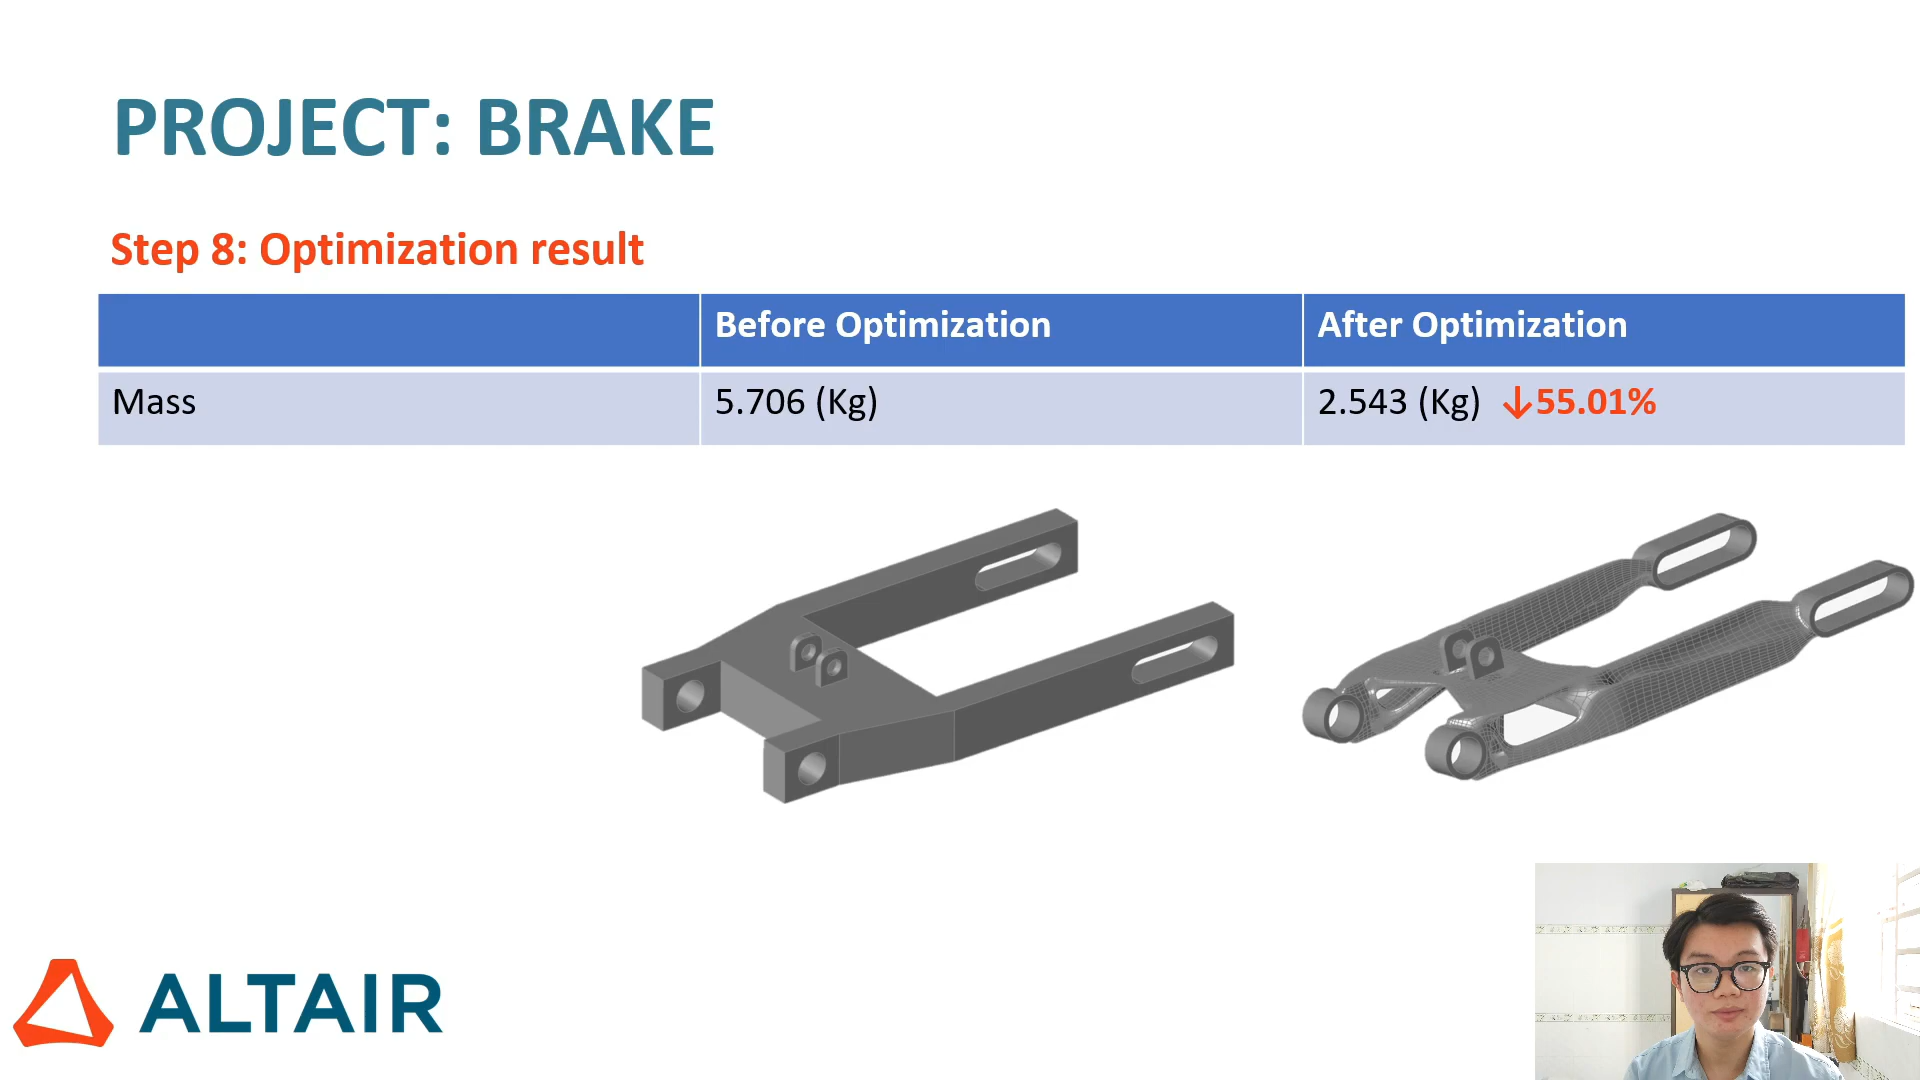 PROJECT: BRAKE
Step 8: Optimization result
Before Optimization
After Optimization
Mass
5.706 (Kg)
2.543 (Kg) ↓55.01%
ALTAIR